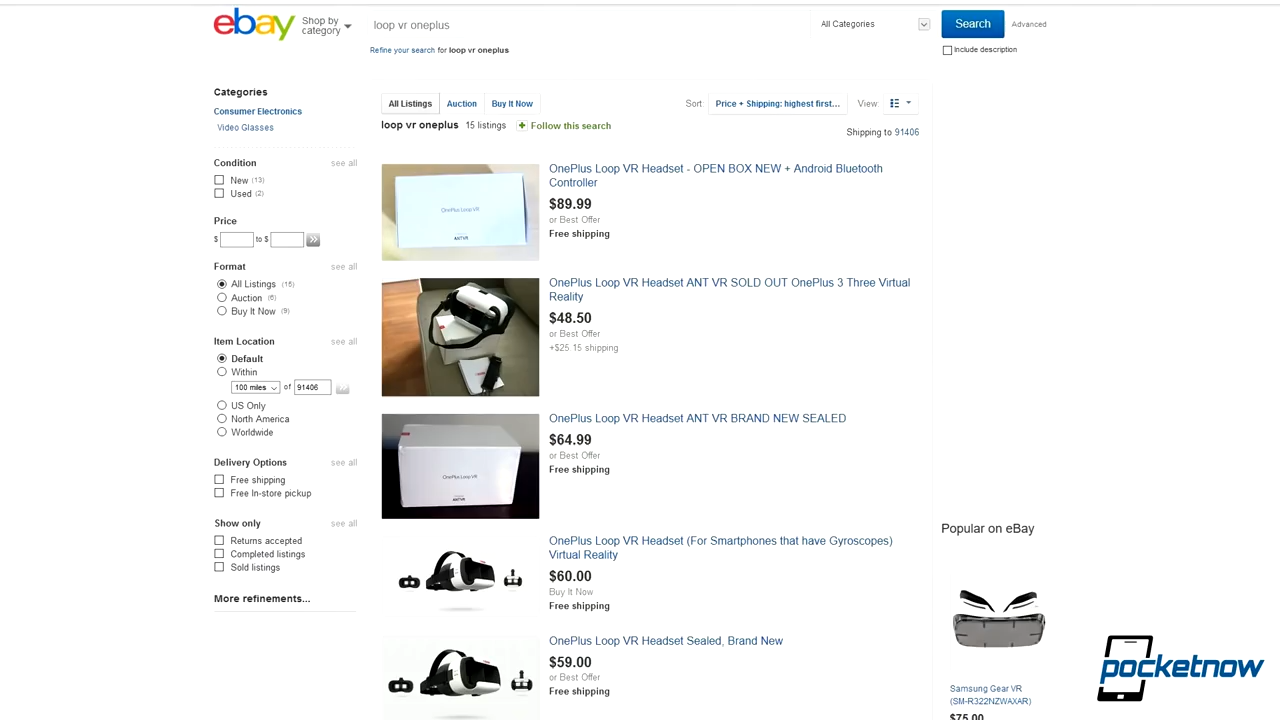 ebay
Shop by
category
loop vr oneplus
All Categories
Search
Advanced
Refine your search for loop vr oneplus
Include description
Categories
Consumer Electronics
Video Glasses
Condition
see all
New (13)
Used (2)
Price
$ to $
Format
see all
All Listings (15)
Auction (6)
Buy It Now (9)
Item Location
see all
Default
Within
100 miles of 91406
US Only
North America
Worldwide
Delivery Options
see all
Free shipping
Free In-store pickup
Show only
see all
Returns accepted
Completed listings
Sold listings
More refinements...
All Listings
Auction
Buy It Now
Sort
Price + Shipping: highest first...
View:
loop vr oneplus 15 listings
+ Follow this search
Shipping to 91406
OnePlus Loop VR
ANTVR
OnePlus Loop VR Headset - OPEN BOX NEW + Android Bluetooth
Controller
$89.99
or Best Offer
Free shipping
OnePlus Loop VR Headset ANT VR SOLD OUT OnePlus 3 Three Virtual
Reality
$48.50
or Best Offer
+$25.15 shipping
OnePlus Loop VR
ANTVR
OnePlus Loop VR Headset ANT VR BRAND NEW SEALED
$64.99
or Best Offer
Free shipping
OnePlus Loop VR Headset (For Smartphones that have Gyroscopes)
Virtual Reality
$60.00
Buy It Now
Free shipping
OnePlus Loop VR Headset Sealed, Brand New
$59.00
or Best Offer
Free shipping
Popular on eBay
Samsung Gear VR
(SM-R322NZWAXAR)
$75.00
pocketnow